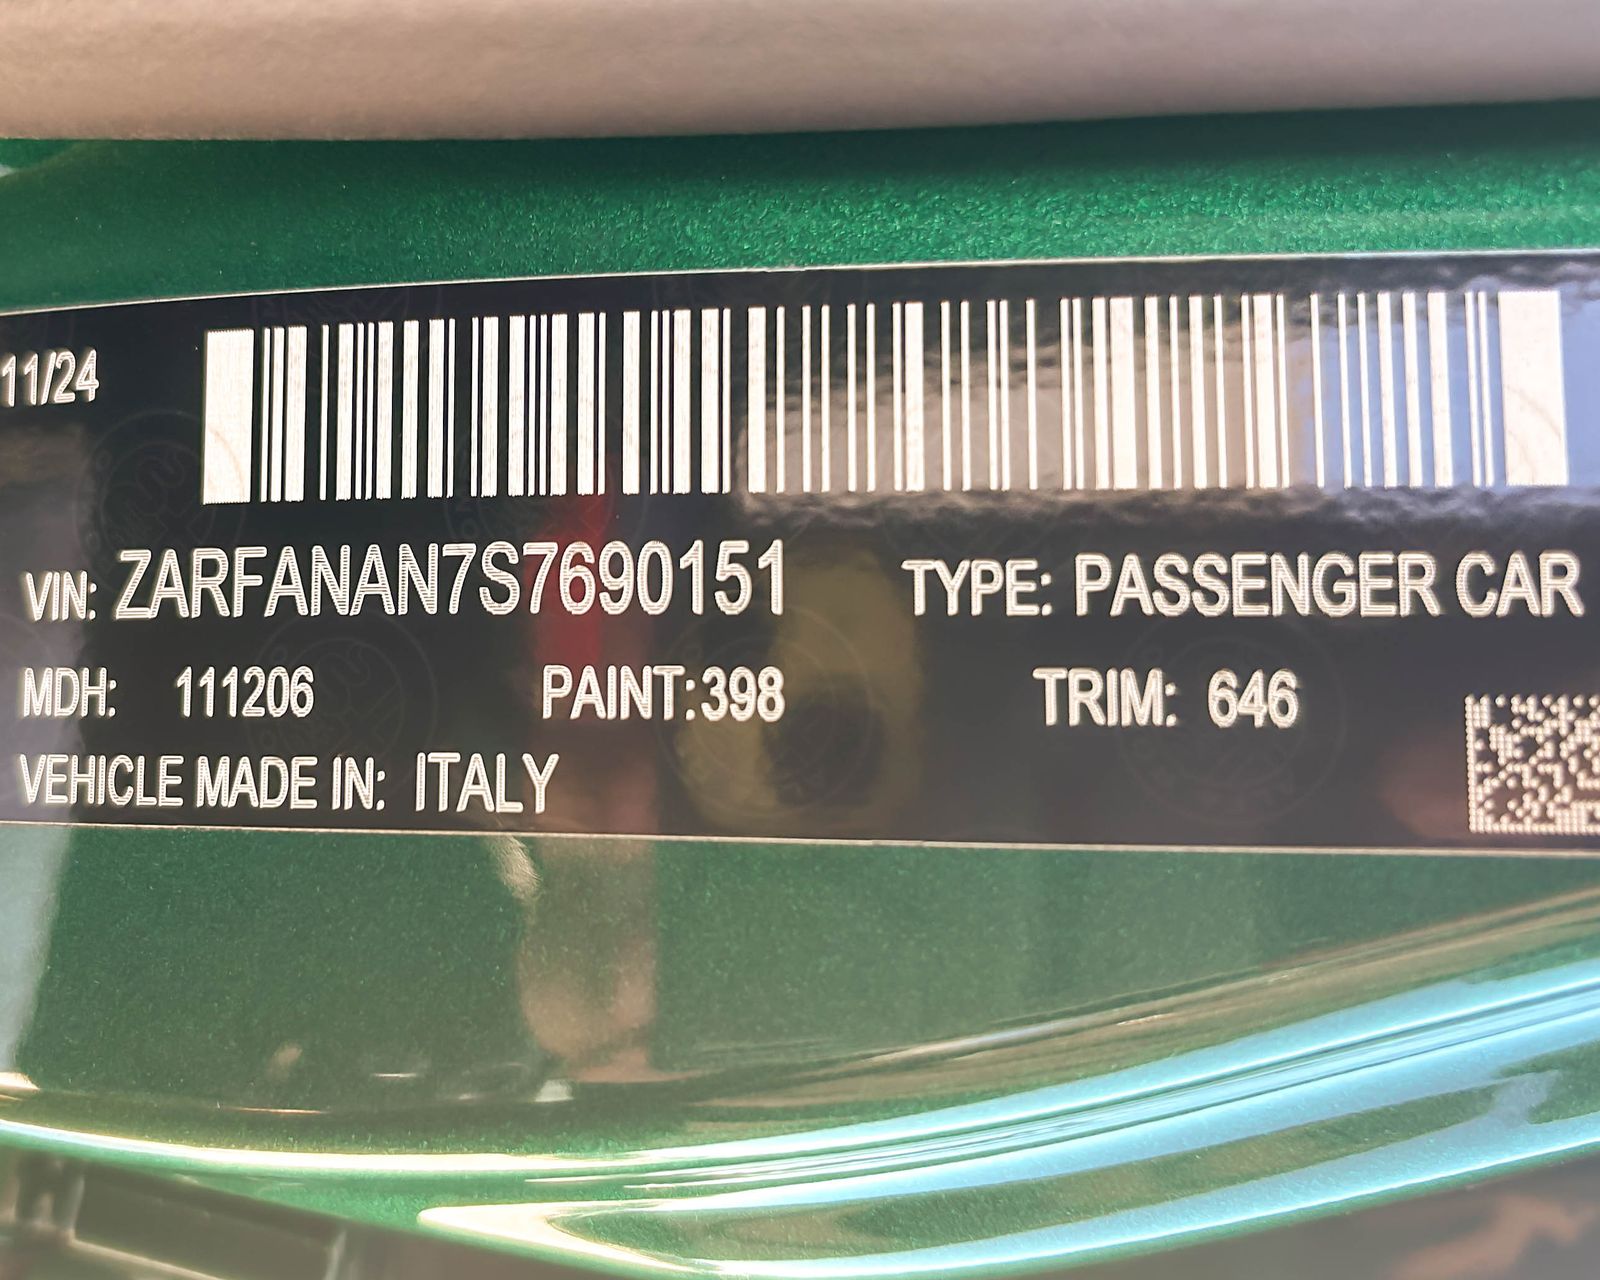 11/24
VIN: ZARFANAN7S7690151 TYPE: PASSENGER CAR
MDH: 111206 PAINT: 398 TRIM: 646
VEHICLE MADE IN: ITALY